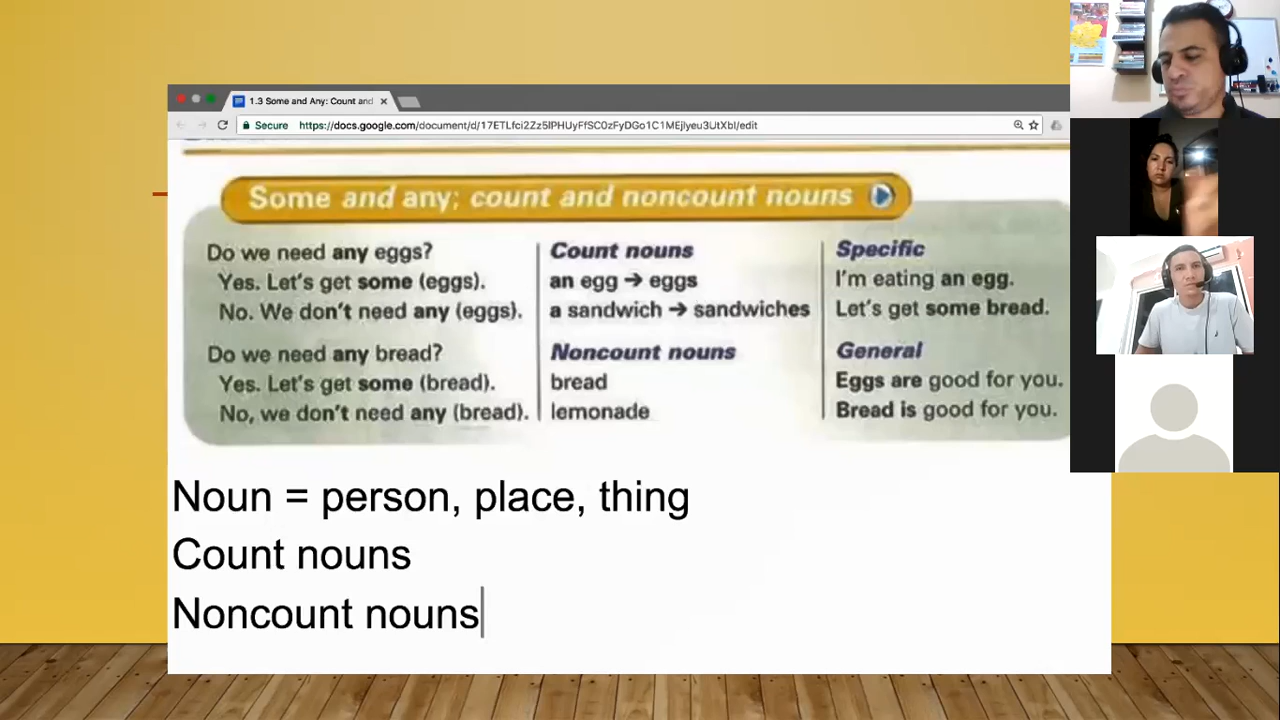 1.3 Some and Any: Count and
Secure https://docs.google.com/document/d/17ETLfci2Zz5IPHUyFfSC0zFyDGo1C1MEjIyeu3UtXbI/edit
Some and any; count and noncount nouns
Do we need any eggs?
Yes. Let's get some (eggs).
No. We don't need any (eggs).
Do we need any bread?
Yes. Let's get some (bread).
No, we don't need any (bread).
Count nouns
an egg → eggs
a sandwich → sandwiches
Noncount nouns
bread
lemonade
Specific
I'm eating an egg.
Let's get some bread.
General
Eggs are good for you.
Bread is good for you.
Noun = person, place, thing
Count nouns
Noncount nouns